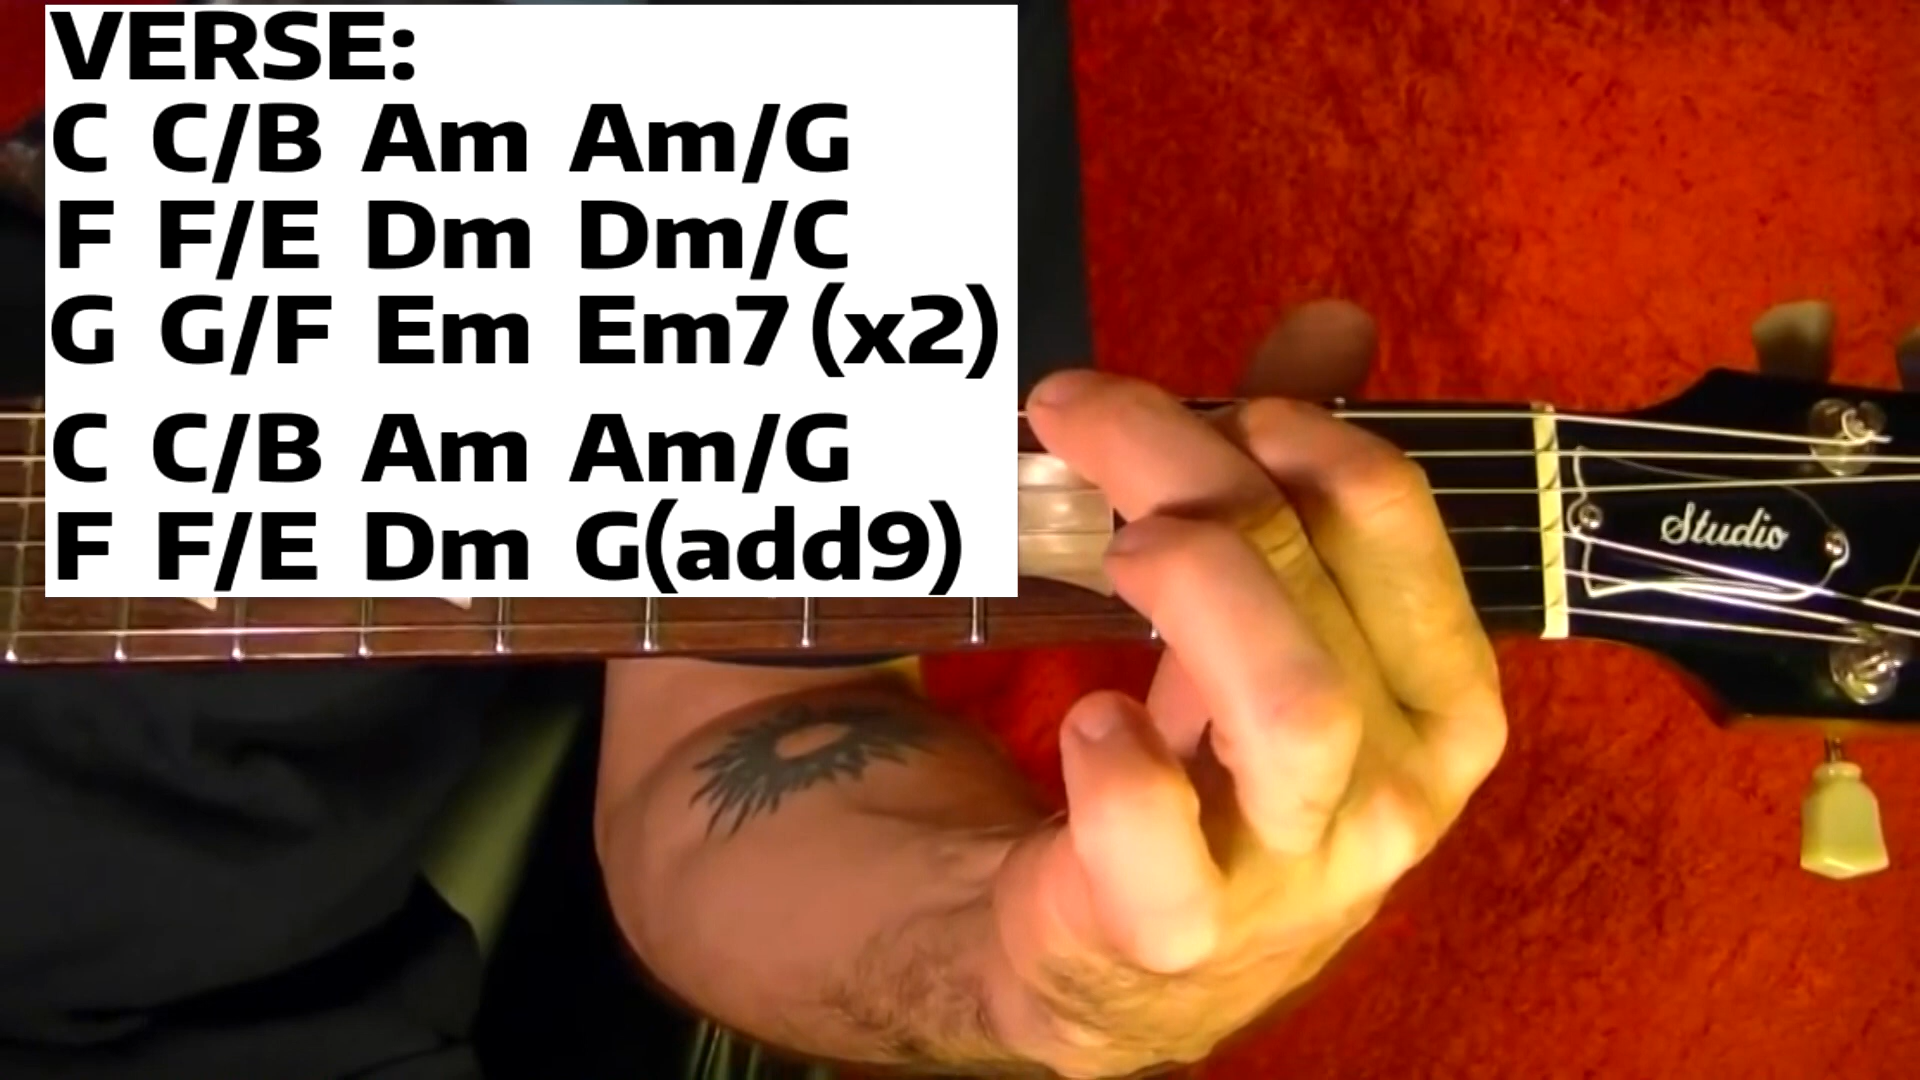 VERSE:
C C/B Am Am/G
F F/E Dm Dm/C
G G/F Em Em7 (x2)
C C/B Am Am/G
F F/E Dm G(add9)
Studio